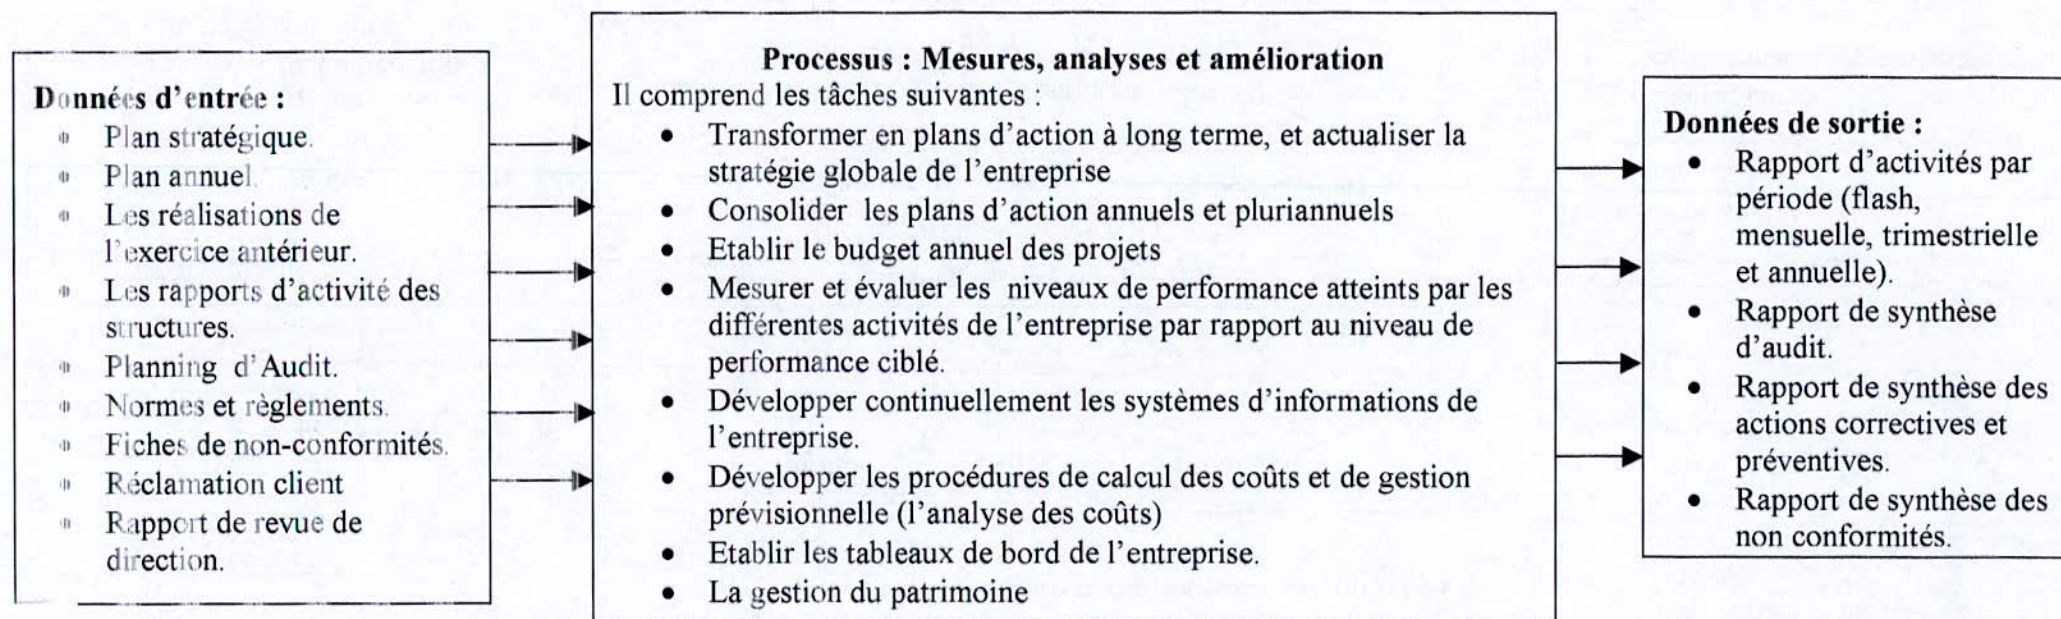 Données d'entrée :
Plan stratégique.
Plan annuel.
Les réalisations de
l'exercice antérieur.
Les rapports d'activité des
structures.
Planning d'Audit.
Normes et règlements.
Fiches de non-conformités.
Réclamation client
Rapport de revue de
direction.
Processus : Mesures, analyses et amélioration
Il comprend les tâches suivantes :
• Transformer en plans d'action à long terme, et actualiser la
stratégie globale de l'entreprise
• Consolider les plans d'action annuels et pluriannuels
• Etablir le budget annuel des projets
• Mesurer et évaluer les niveaux de performance atteints par les
différentes activités de l'entreprise par rapport au niveau de
performance ciblé.
• Développer continuellement les systèmes d'informations de
l'entreprise.
• Développer les procédures de calcul des coûts et de gestion
prévisionnelle (l'analyse des coûts)
• Etablir les tableaux de bord de l'entreprise.
• La gestion du patrimoine
Données de sortie :
• Rapport d'activités par
période (flash,
mensuelle, trimestrielle
et annuelle).
• Rapport de synthèse
d'audit.
• Rapport de synthèse des
actions correctives et
préventives.
• Rapport de synthèse des
non conformités.